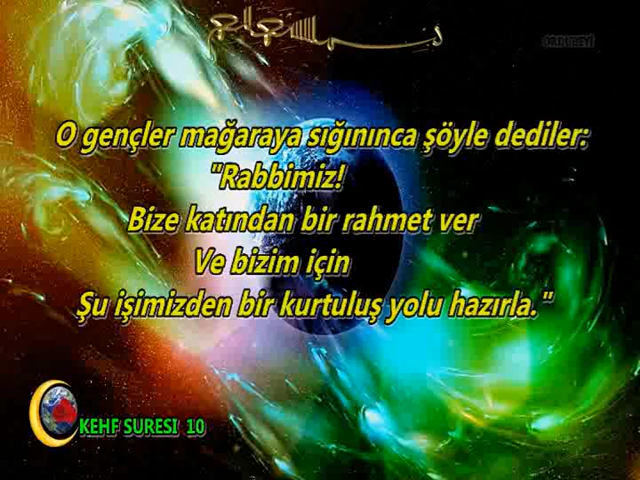 O gençler mağaraya sığınınca şöyle dediler:
"Rabbimiz!
Bize katından bir rahmet ver
Ve bizim için
Şu işimizden bir kurtuluş yolu hazırla."
KEHF SURESI 10